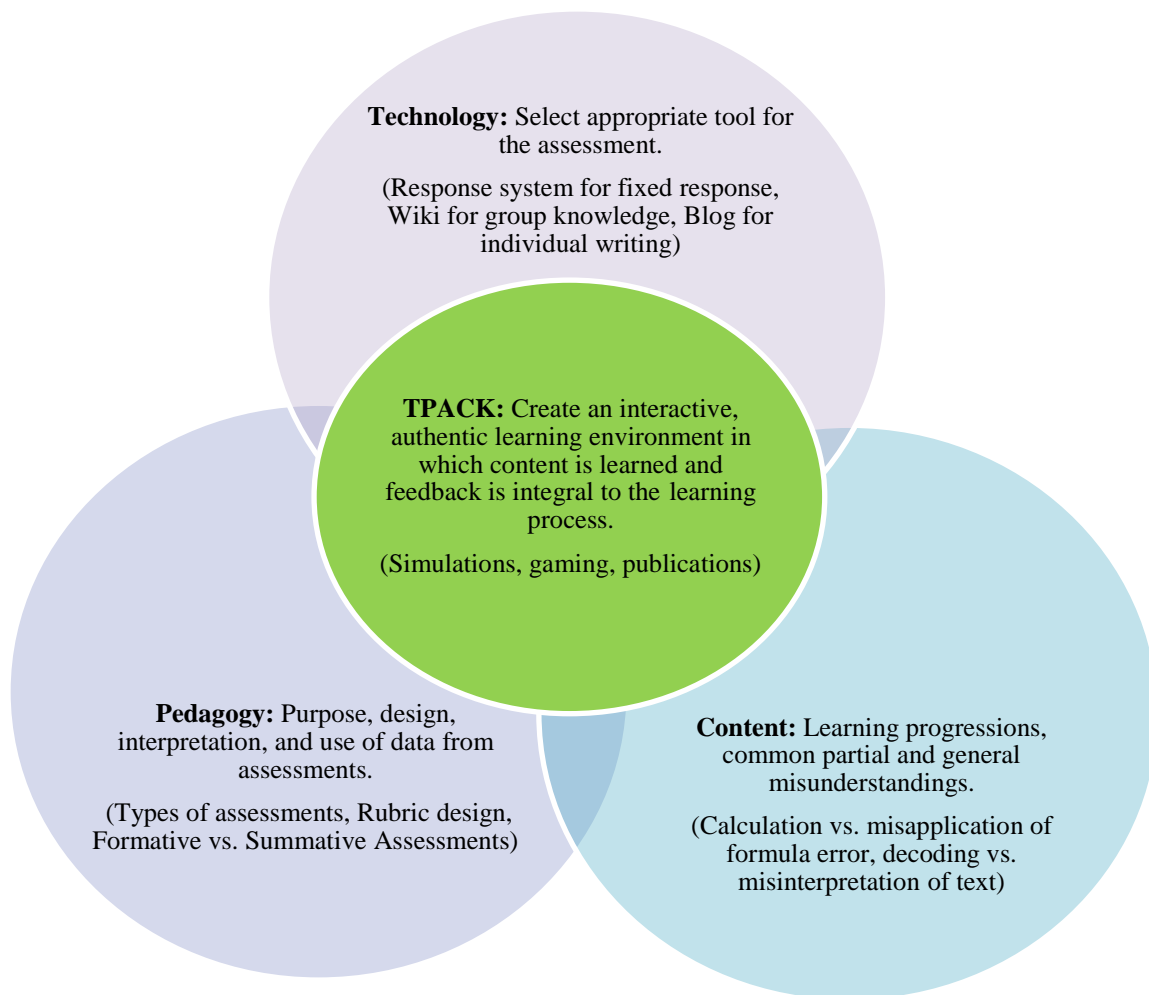 Technology: Select appropriate tool for
the assessment.
(Response system for fixed response,
Wiki for group knowledge, Blog for
individual writing)
TPACK: Create an interactive,
authentic learning environment in
which content is learned and
feedback is integral to the learning
process.
(Simulations, gaming, publications)
Pedagogy: Purpose, design,
interpretation, and use of data from
assessments.
(Types of assessments, Rubric design,
Formative vs. Summative Assessments)
Content: Learning progressions,
common partial and general
misunderstandings.
(Calculation vs. misapplication of
formula error, decoding vs.
misinterpretation of text)